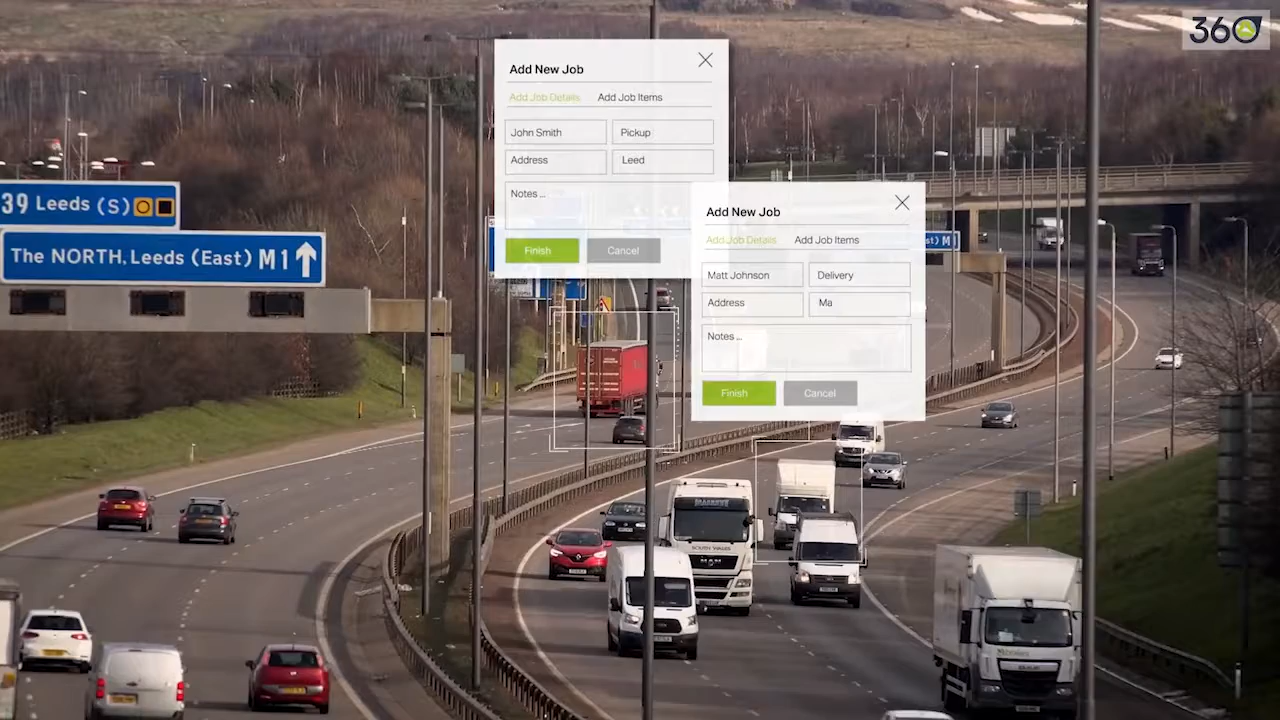 360
Add New Job
Add Job Details Add Job Items
John Smith Pickup
Address Leed
Notes ...
Finish Cancel
Add New Job
Add Job Details Add Job Items
Matt Johnson Delivery
Address Ma
Notes ...
Finish Cancel
39 Leeds (S)
The NORTH, Leeds (East) M1
SOUTH WALES
MAN